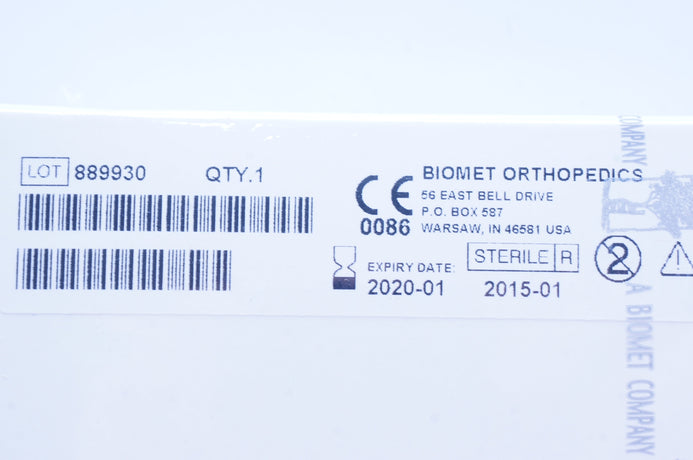 LOT 889930 QTY.1
BIOMET ORTHOPEDICS
56 EAST BELL DRIVE
P.O. BOX 587
WARSAW, IN 46581 USA
CE
0086
STERILE R
2
EXPIRY DATE:
2020-01 2015-01
COMPANY
A BIOMET COMPANY